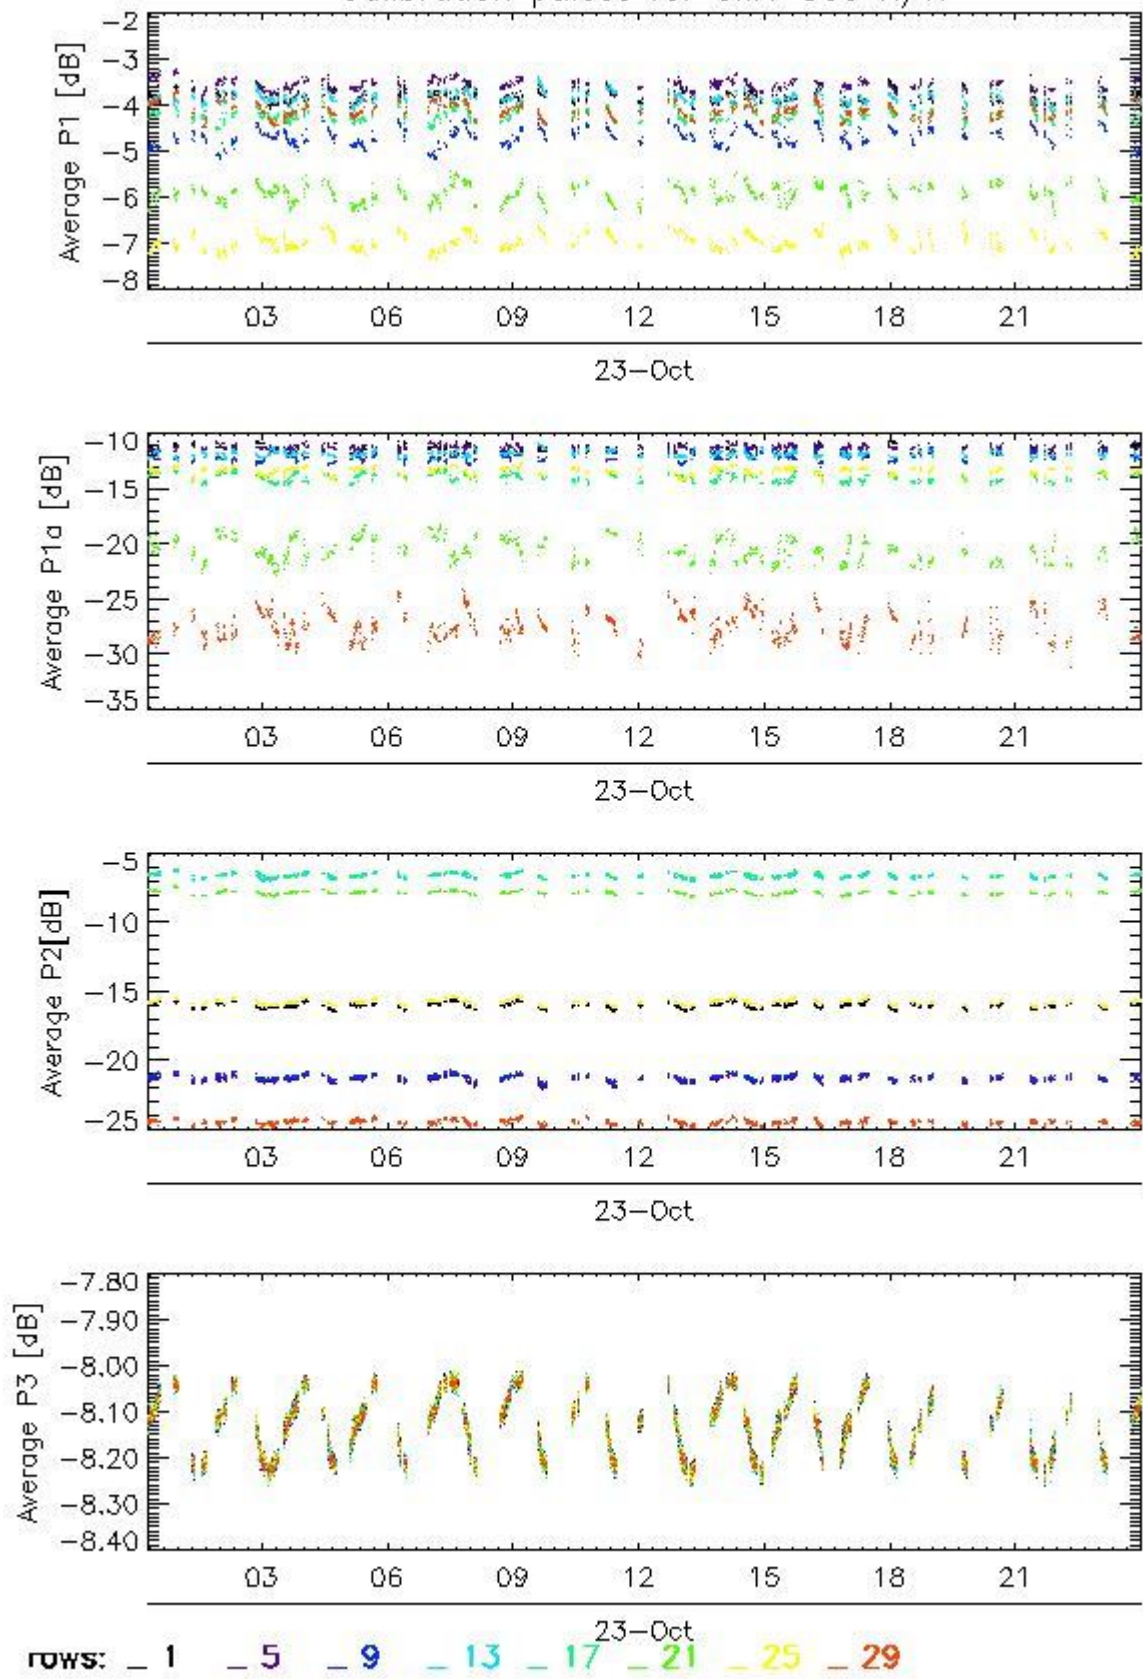 Average P1 [dB]
-2
-3
-4
-5
-6
-7
-8
03 06 09 12 15 18 21
23-Oct
Average P1a [dB]
-10
-15
-20
-25
-30
-35
03 06 09 12 15 18 21
23-Oct
Average P2[dB]
-5
-10
-15
-20
-25
03 06 09 12 15 18 21
23-Oct
Average P3 [dB]
-7.80
-7.90
-8.00
-8.10
-8.20
-8.30
-8.40
03 06 09 12 15 18 21
23-Oct
rows: _ 1 _ 5 _ 9 _ 13 _ 17 _ 21 _ 25 _ 29